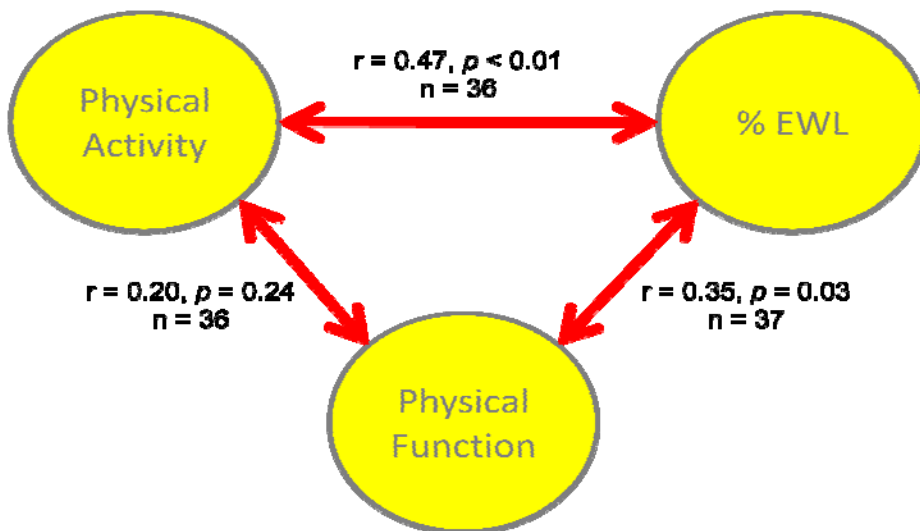 r = 0.47, p < 0.01
n = 36
Physical
Activity
% EWL
r = 0.20, p = 0.24
n = 36
r = 0.35, p = 0.03
n = 37
Physical
Function